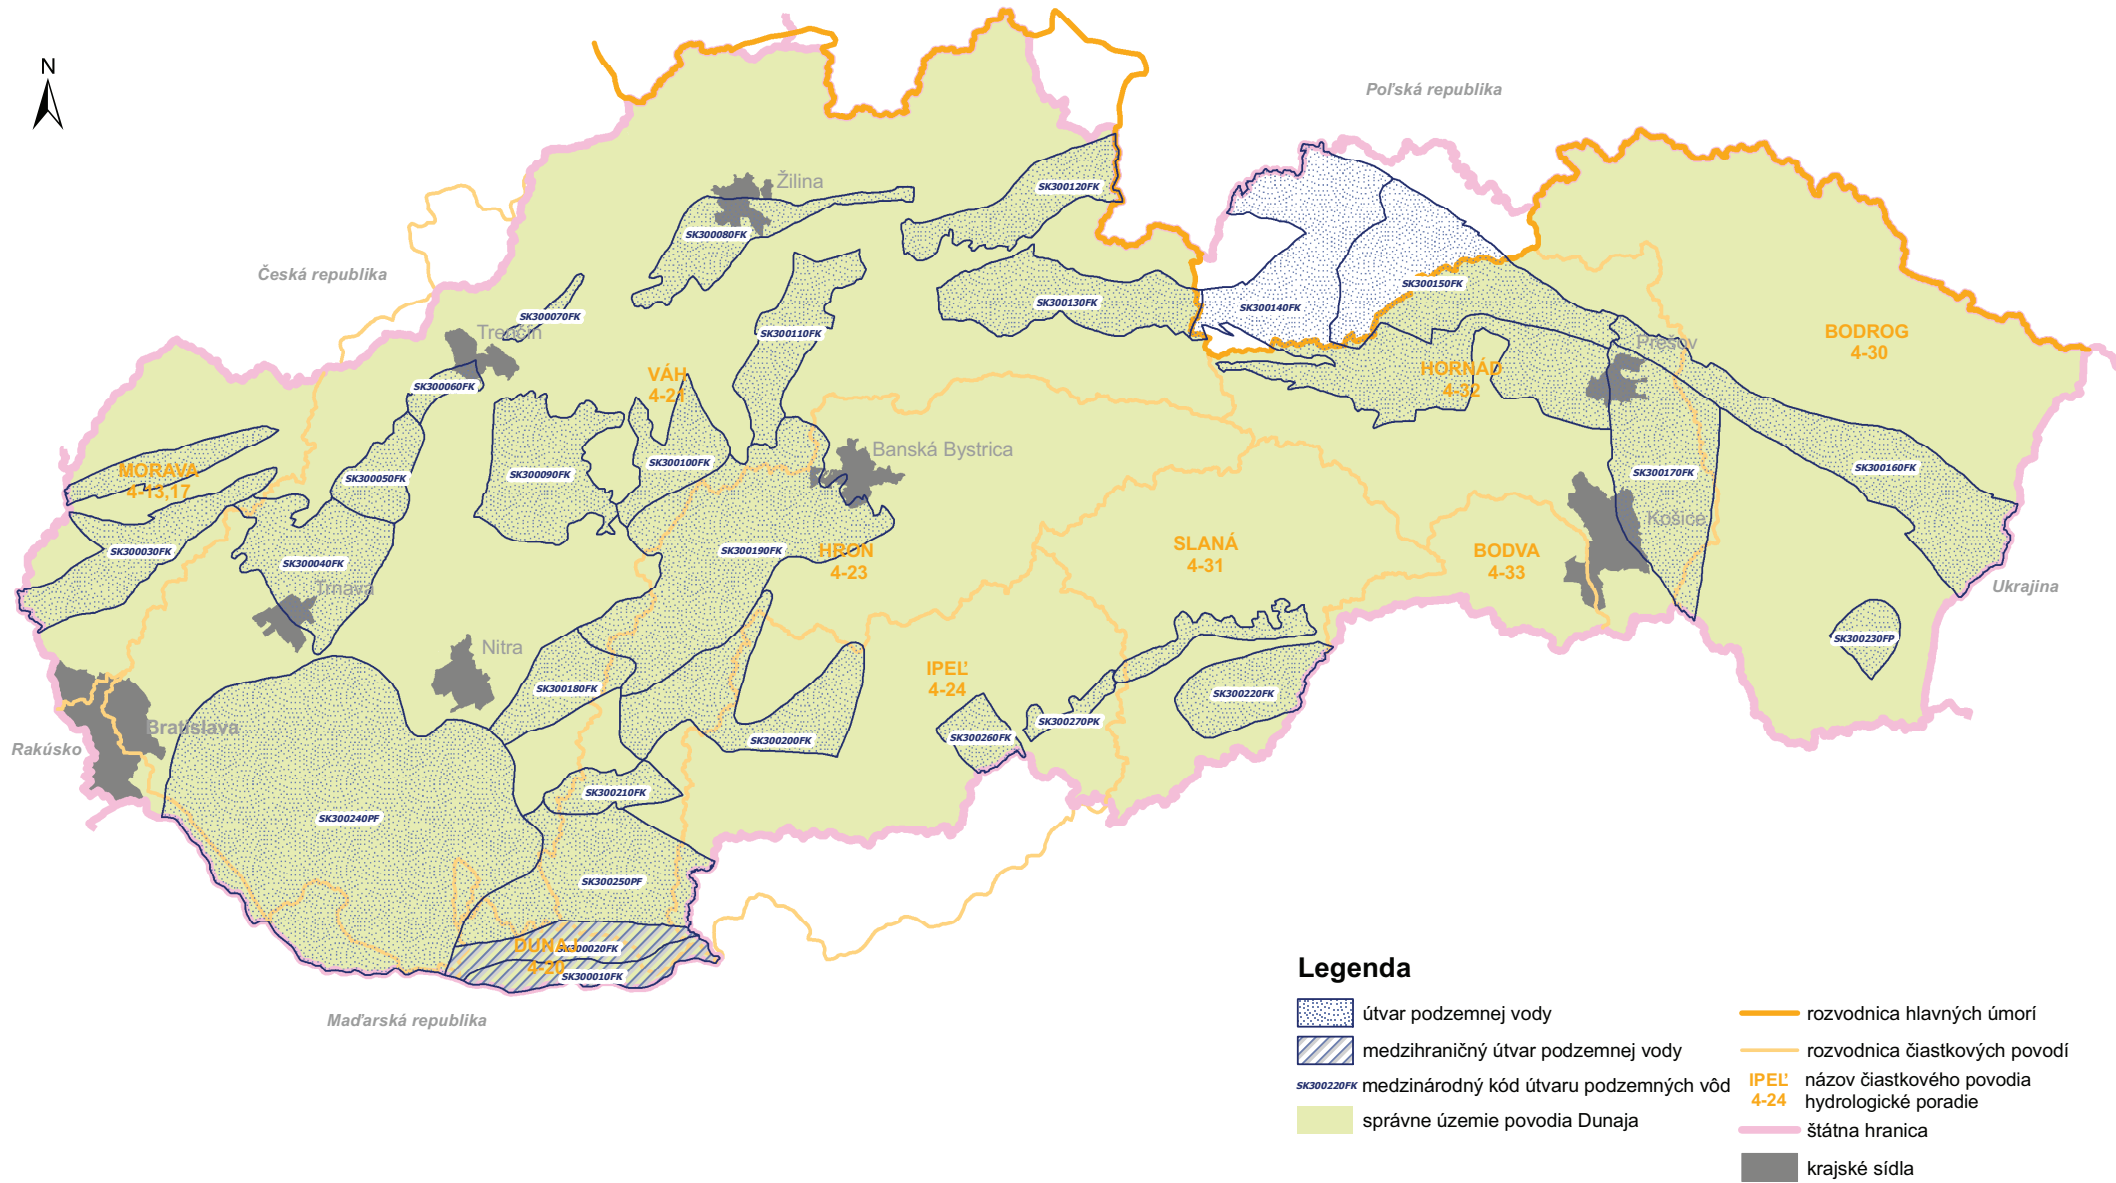 N
Poľská republika
Žilina
SK300120FK
SK300080FK
Česká republika
SK300150FK
SK300130FK
SK300140FK
SK300070FK
Trenčín
SK300110FK
BODROG
4-30
Prešov
VÁH
4-21
HORNÁD
4-32
SK300060FK
Banská Bystrica
SK300100FK
SK300090FK
SK300050FK
MORAVA
4-13,17
SK300160FK
SK300170FK
Košice
SK300030FK
SK300040FK
SK300190FK
HRON
4-23
SLANÁ
4-31
BODVA
4-33
Trnava
Ukrajina
SK300230FP
Nitra
IPEĽ
4-24
SK300180FK
SK300220FK
SK300270PK
Bratislava
Rakúsko
SK300200FK
SK300260FK
SK300210FK
SK300240PF
SK300250PF
DUNAJ
4-20
SK300020FK
SK300010FK
Maďarská republika
Legenda
útvar podzemnej vody
medzihraničný útvar podzemnej vody
SK300220FK medzinárodný kód útvaru podzemných vôd
správne územie povodia Dunaja
rozvodnica hlavných úmorí
rozvodnica čiastkových povodí
IPEĽ názov čiastkového povodia
4-24 hydrologické poradie
štátna hranica
krajské sídla